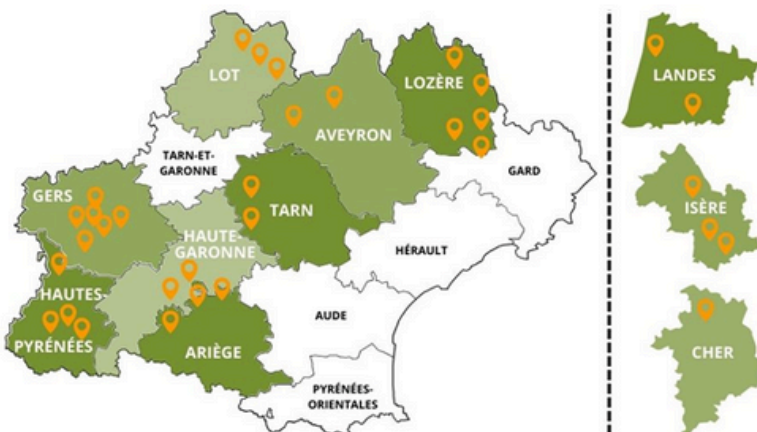 LOT
LOZÈRE
AVEYRON
TARN-ET-
GARONNE
GARD
GERS
TARN
HAUTE-
GARONNE
HÉRAULT
HAUTES-
PYRÉNÉES
AUDE
ARIÈGE
PYRÉNÉES-
ORIENTALES
LANDES
ISÈRE
CHER